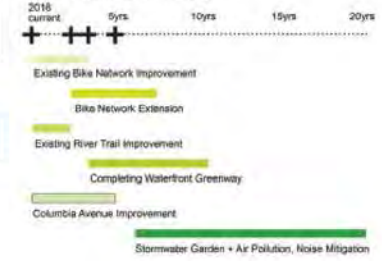 2016
current 5yrs 10yrs 15yrs 20yrs
Existing Bike Network Improvement
Bike Network Extension
Existing River Trail Improvement
Completing Waterfront Greenway
Columbia Avenue Improvement
Stormwater Garden + Air Pollution, Noise Mitigation